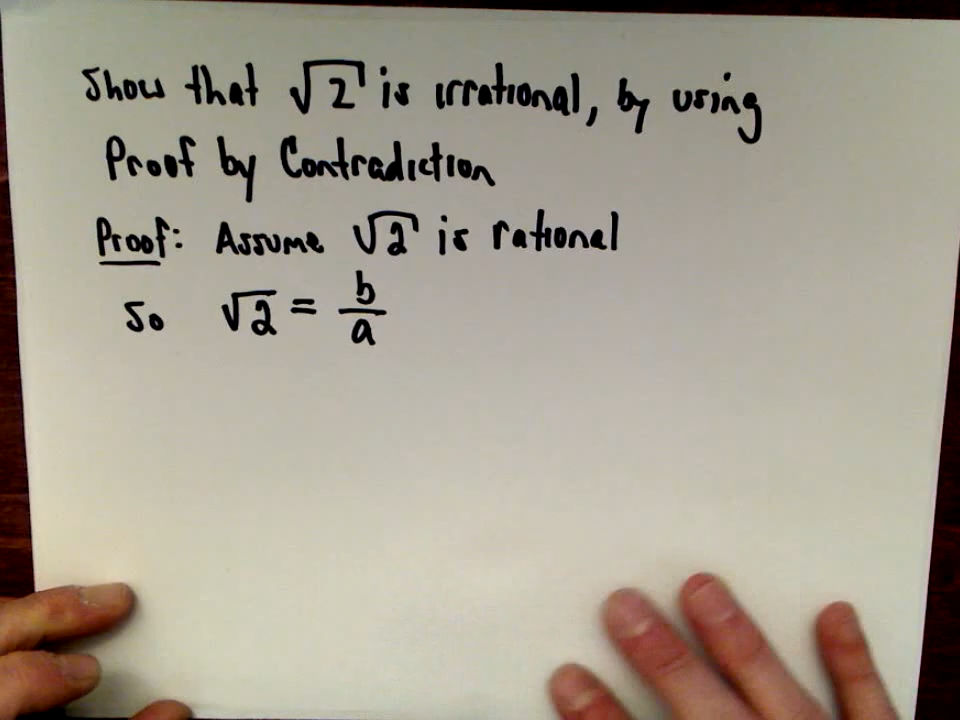 Show that √2 is irrational, by using
Proof by Contradiction
Proof: Assume √2 is rational
So √2 = b/a